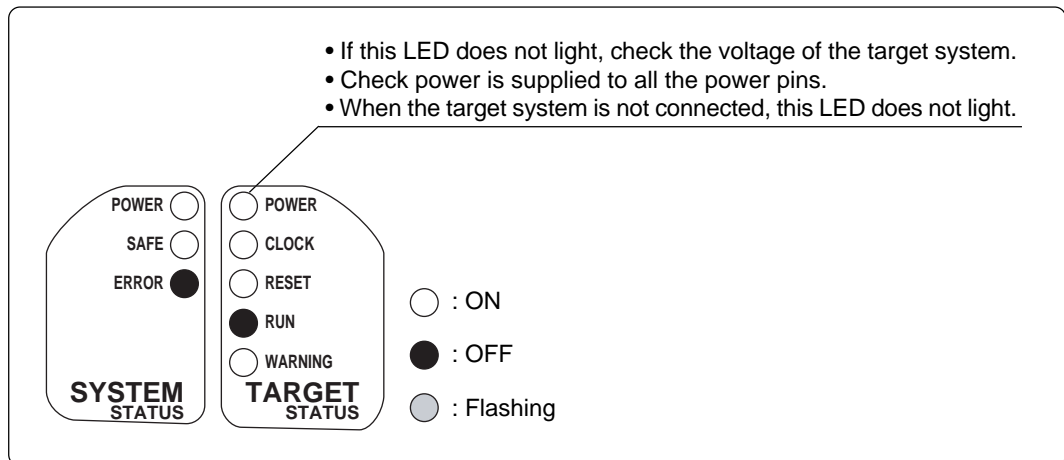 • If this LED does not light, check the voltage of the target system.
• Check power is supplied to all the power pins.
• When the target system is not connected, this LED does not light.
POWER
SAFE
ERROR
SYSTEM
STATUS
POWER
CLOCK
RESET
RUN
WARNING
TARGET
STATUS
: ON
: OFF
: Flashing